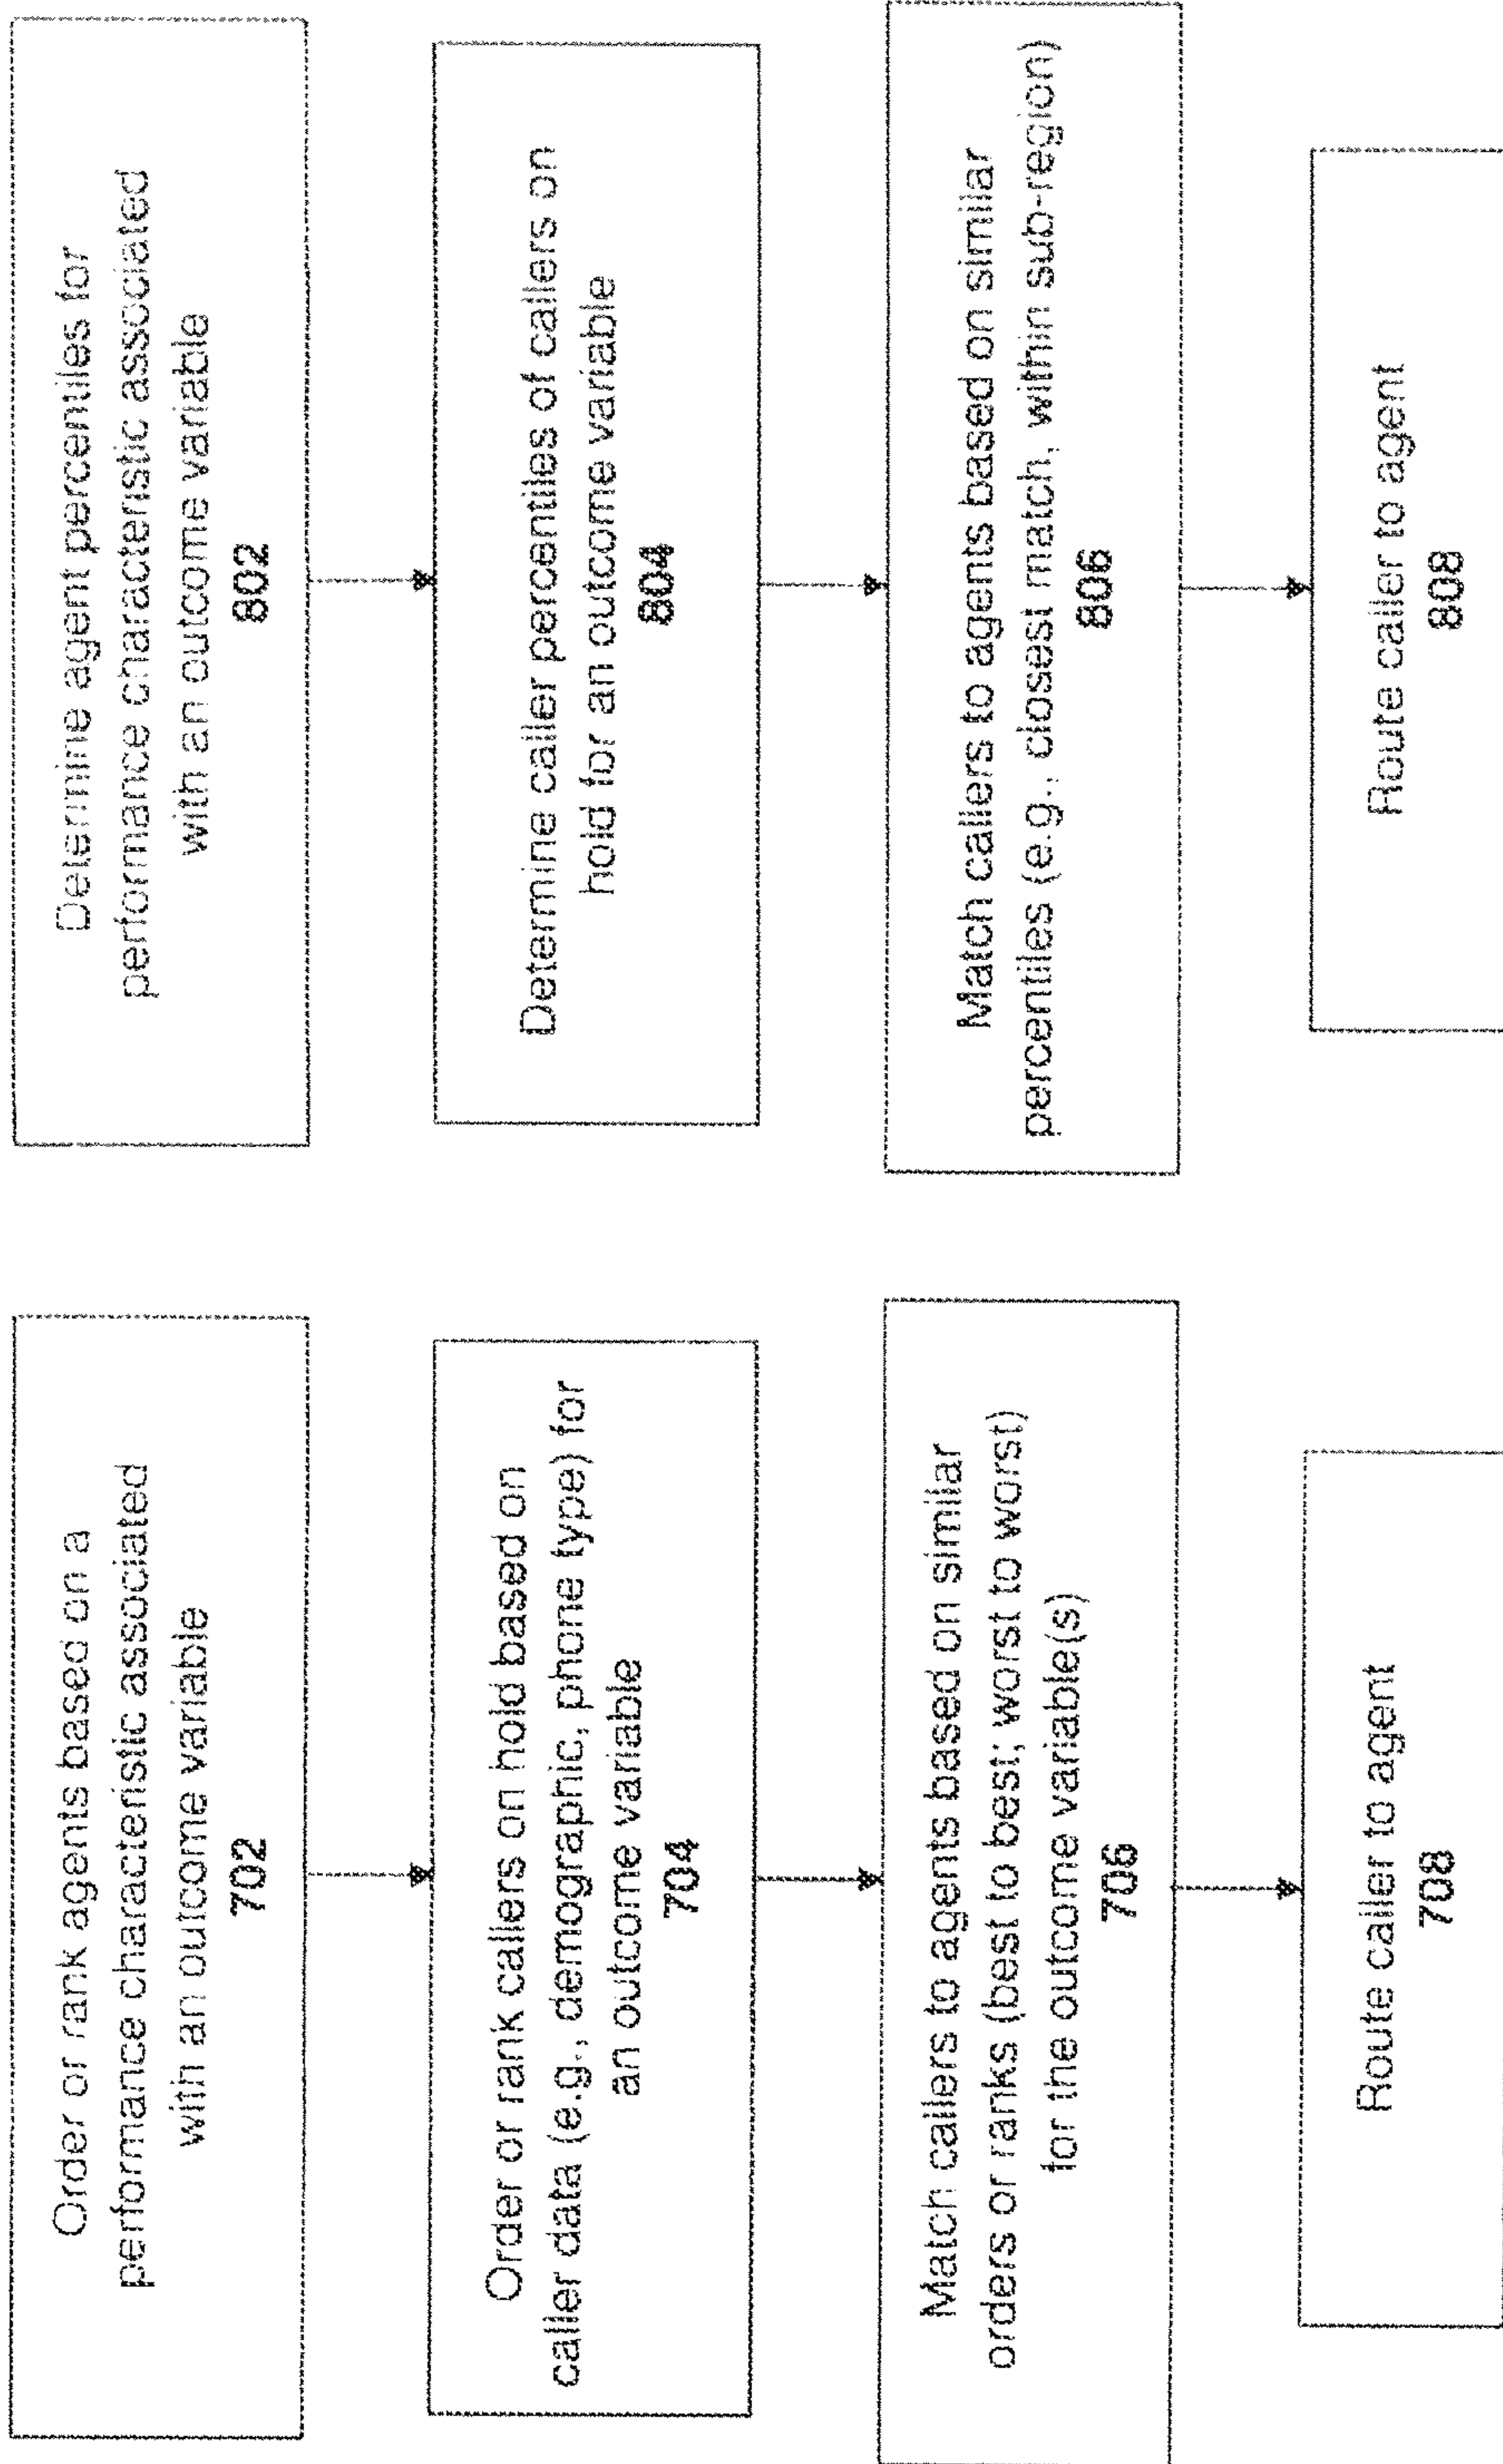 Order or rank agents based on a
performance characteristic associated
with an outcome variable
702
Order or rank callers on hold based on
caller data (e.g., demographic, phone type) for
an outcome variable
704
Match callers to agents based on similar
orders or ranks (best to best; worst to worst)
for the outcome variable(s)
706
Route caller to agent
708
Determine agent percentiles for
performance characteristic associated
with an outcome variable
802
Determine caller percentiles of callers on
hold for an outcome variable
804
Match callers to agents based on similar
percentiles (e.g., closest match, within sub-region)
806
Route caller to agent
808